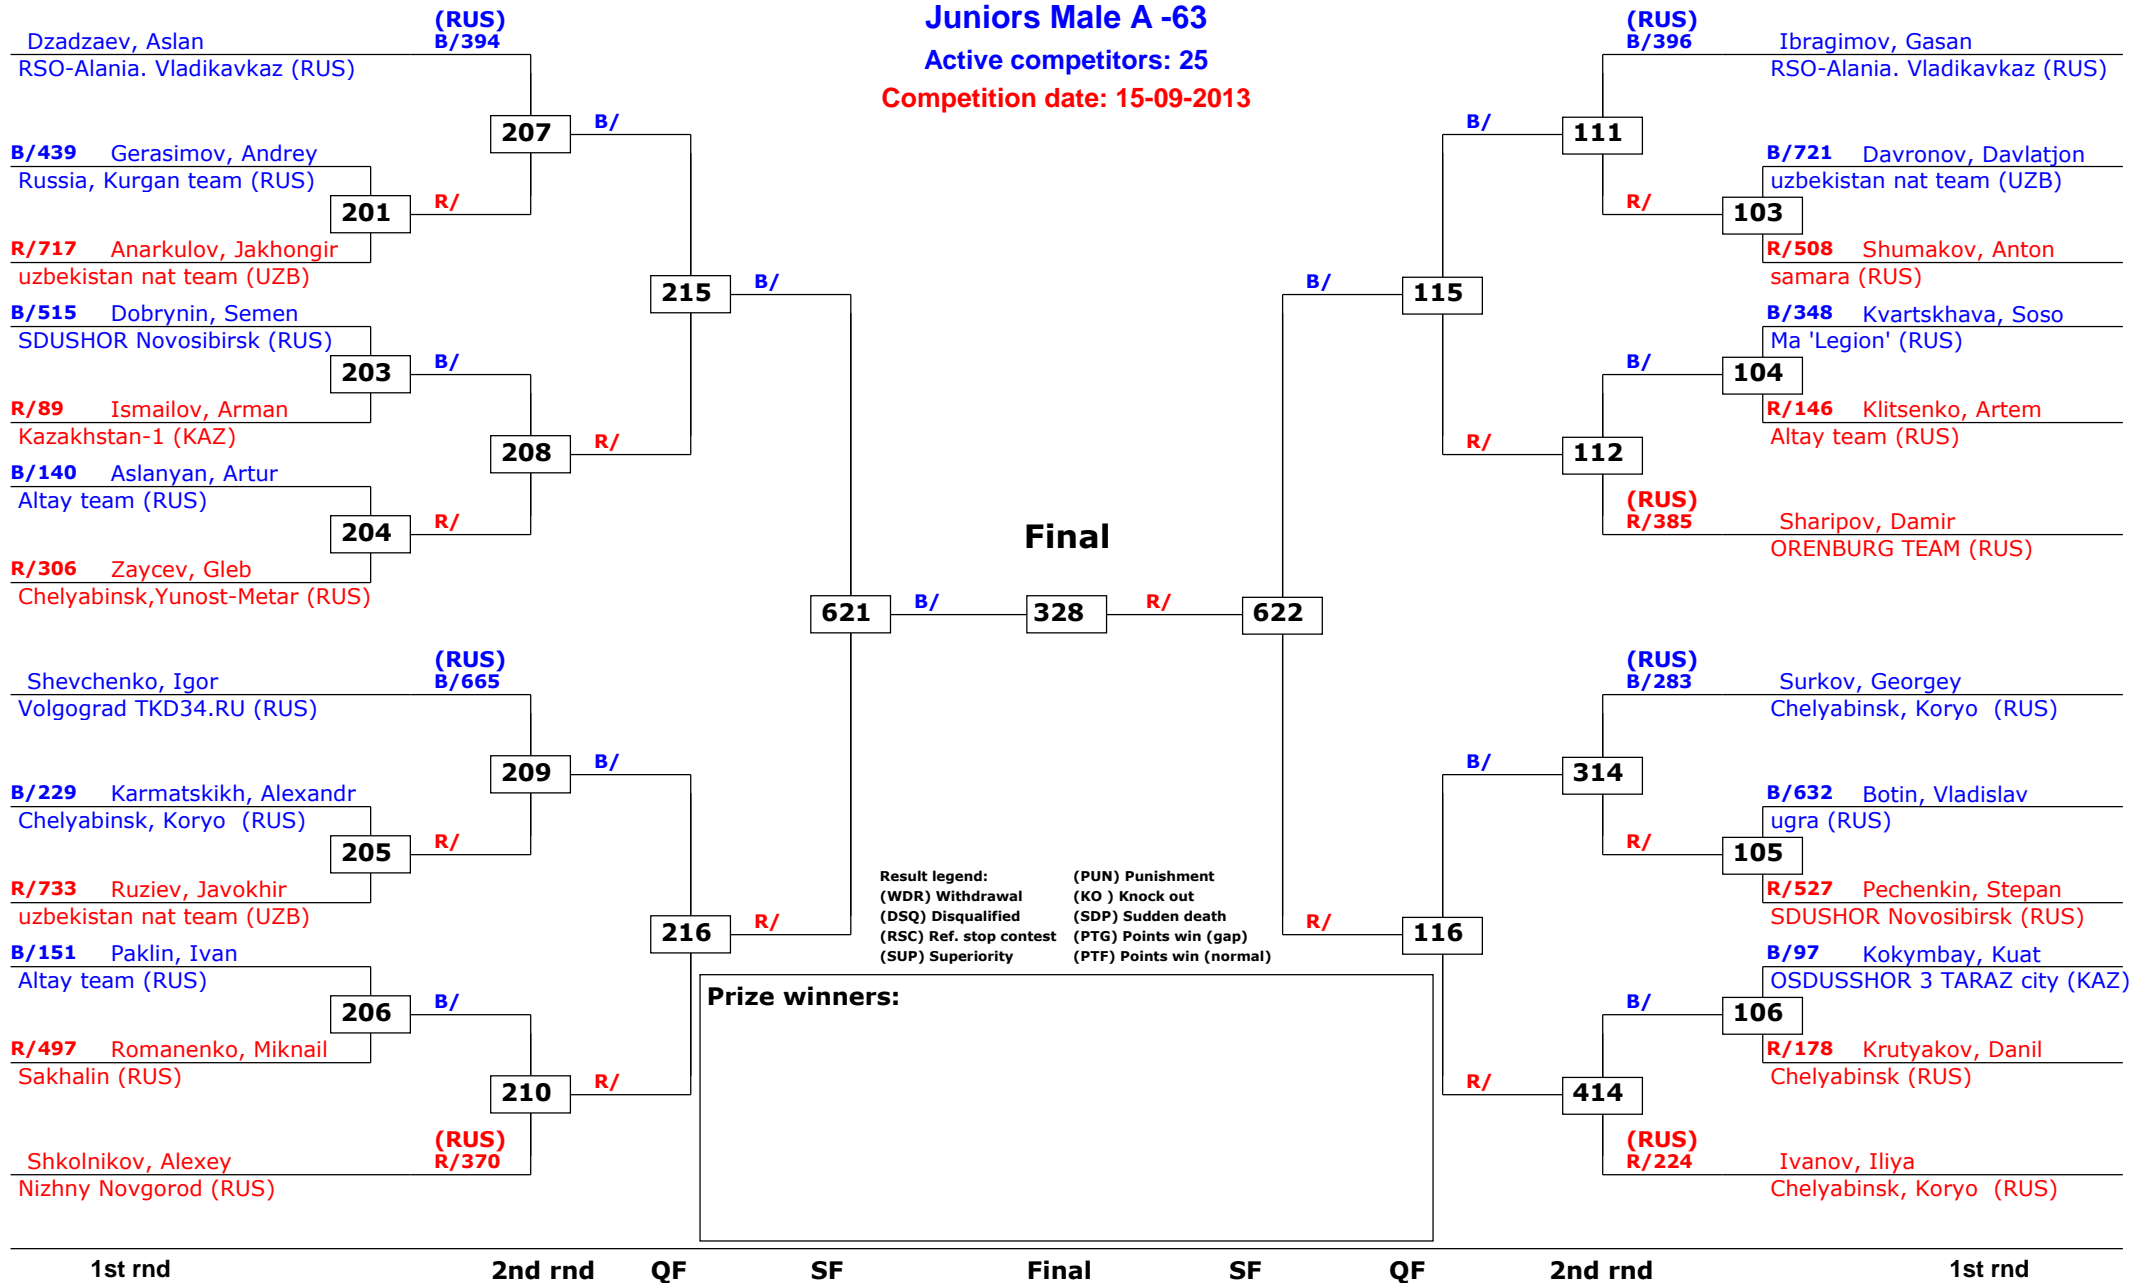 Juniors Male A -63
Active competitors: 25
Competition date: 15-09-2013
(RUS)
Dzadzaev, Aslan B/394
RSO-Alania. Vladikavkaz (RUS)
207 B/
B/439 Gerasimov, Andrey
Russia, Kurgan team (RUS)
201 R/
R/717 Anarkulov, Jakhongir
uzbekistan nat team (UZB)
215 B/
B/515 Dobrynin, Semen
SDUSHOR Novosibirsk (RUS)
203 B/
R/89 Ismailov, Arman
Kazakhstan-1 (KAZ)
208 R/
B/140 Aslanyan, Artur
Altay team (RUS)
204 R/
R/306 Zaycev, Gleb
Chelyabinsk,Yunost-Metar (RUS)
621 B/
(RUS)
Shevchenko, Igor B/665
Volgograd TKD34.RU (RUS)
209 B/
B/229 Karmatskikh, Alexandr
Chelyabinsk, Koryo (RUS)
205 R/
R/733 Ruziev, Javokhir
uzbekistan nat team (UZB)
216 R/
B/151 Paklin, Ivan
Altay team (RUS)
206 B/
R/497 Romanenko, Miknail
Sakhalin (RUS)
210 R/
(RUS)
Shkolnikov, Alexey R/370
Nizhny Novgorod (RUS)
Final
328
(RUS)
B/396 Ibragimov, Gasan
RSO-Alania. Vladikavkaz (RUS)
B/ 111
B/721 Davronov, Davlatjon
uzbekistan nat team (UZB)
R/ 103
R/508 Shumakov, Anton
samara (RUS)
B/ 115
B/348 Kvartskhava, Soso
Ma 'Legion' (RUS)
B/ 104
R/146 Klitsenko, Artem
Altay team (RUS)
R/ 112
(RUS)
R/385 Sharipov, Damir
ORENBURG TEAM (RUS)
R/ 622
(RUS)
B/283 Surkov, Georgey
Chelyabinsk, Koryo (RUS)
B/ 314
B/632 Botin, Vladislav
ugra (RUS)
R/ 105
R/527 Pechenkin, Stepan
SDUSHOR Novosibirsk (RUS)
R/ 116
B/97 Kokymbay, Kuat
OSDUSSHOR 3 TARAZ city (KAZ)
B/ 106
R/178 Krutyakov, Danil
Chelyabinsk (RUS)
R/ 414
(RUS)
R/224 Ivanov, Iliya
Chelyabinsk, Koryo (RUS)
Result legend: (PUN) Punishment
(WDR) Withdrawal (KO ) Knock out
(DSQ) Disqualified (SDP) Sudden death
(RSC) Ref. stop contest (PTG) Points win (gap)
(SUP) Superiority (PTF) Points win (normal)
Prize winners:
1st rnd 2nd rnd QF SF Final SF QF 2nd rnd 1st rnd